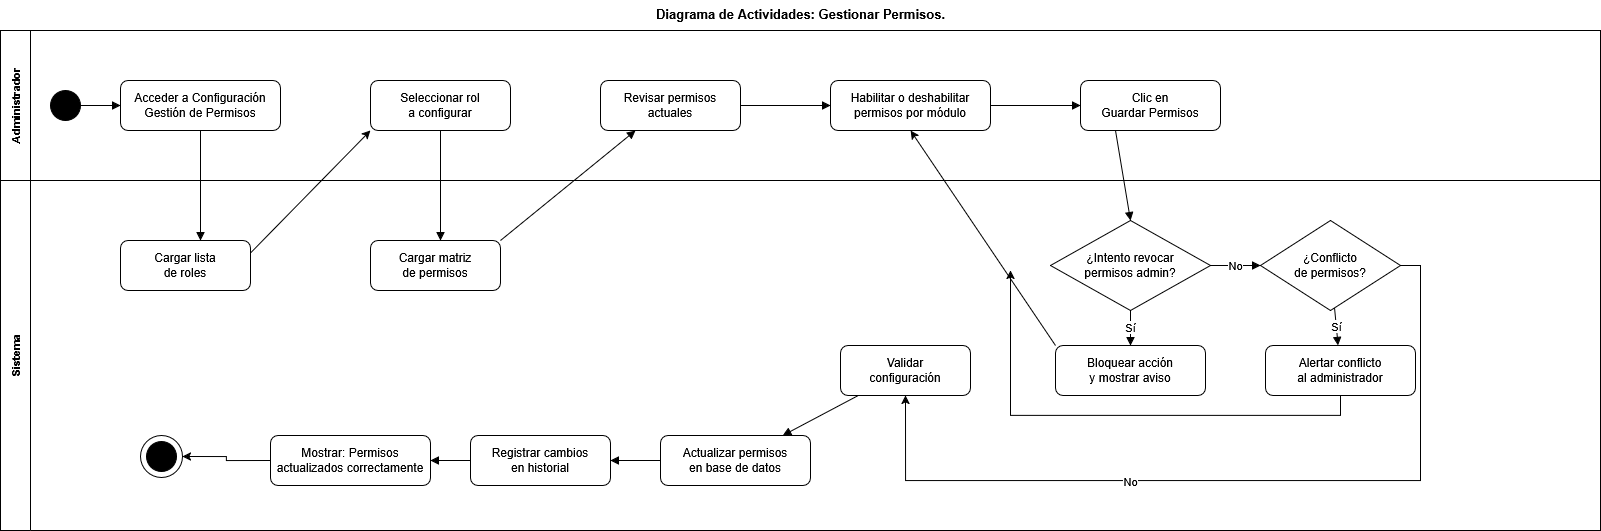 Diagrama de Actividades: Gestionar Permisos.
Administrador
Acceder a Configuración
Gestión de Permisos
Seleccionar rol
a configurar
Revisar permisos
actuales
Habilitar o deshabilitar
permisos por módulo
Clic en
Guardar Permisos
Sistema
Cargar lista
de roles
Cargar matriz
de permisos
¿Intento revocar
permisos admin?
No
¿Conflicto
de permisos?
Sí
Sí
Validar
configuración
Bloquear acción
y mostrar aviso
Alertar conflicto
al administrador
Mostrar: Permisos
actualizados correctamente
Registrar cambios
en historial
Actualizar permisos
en base de datos
No